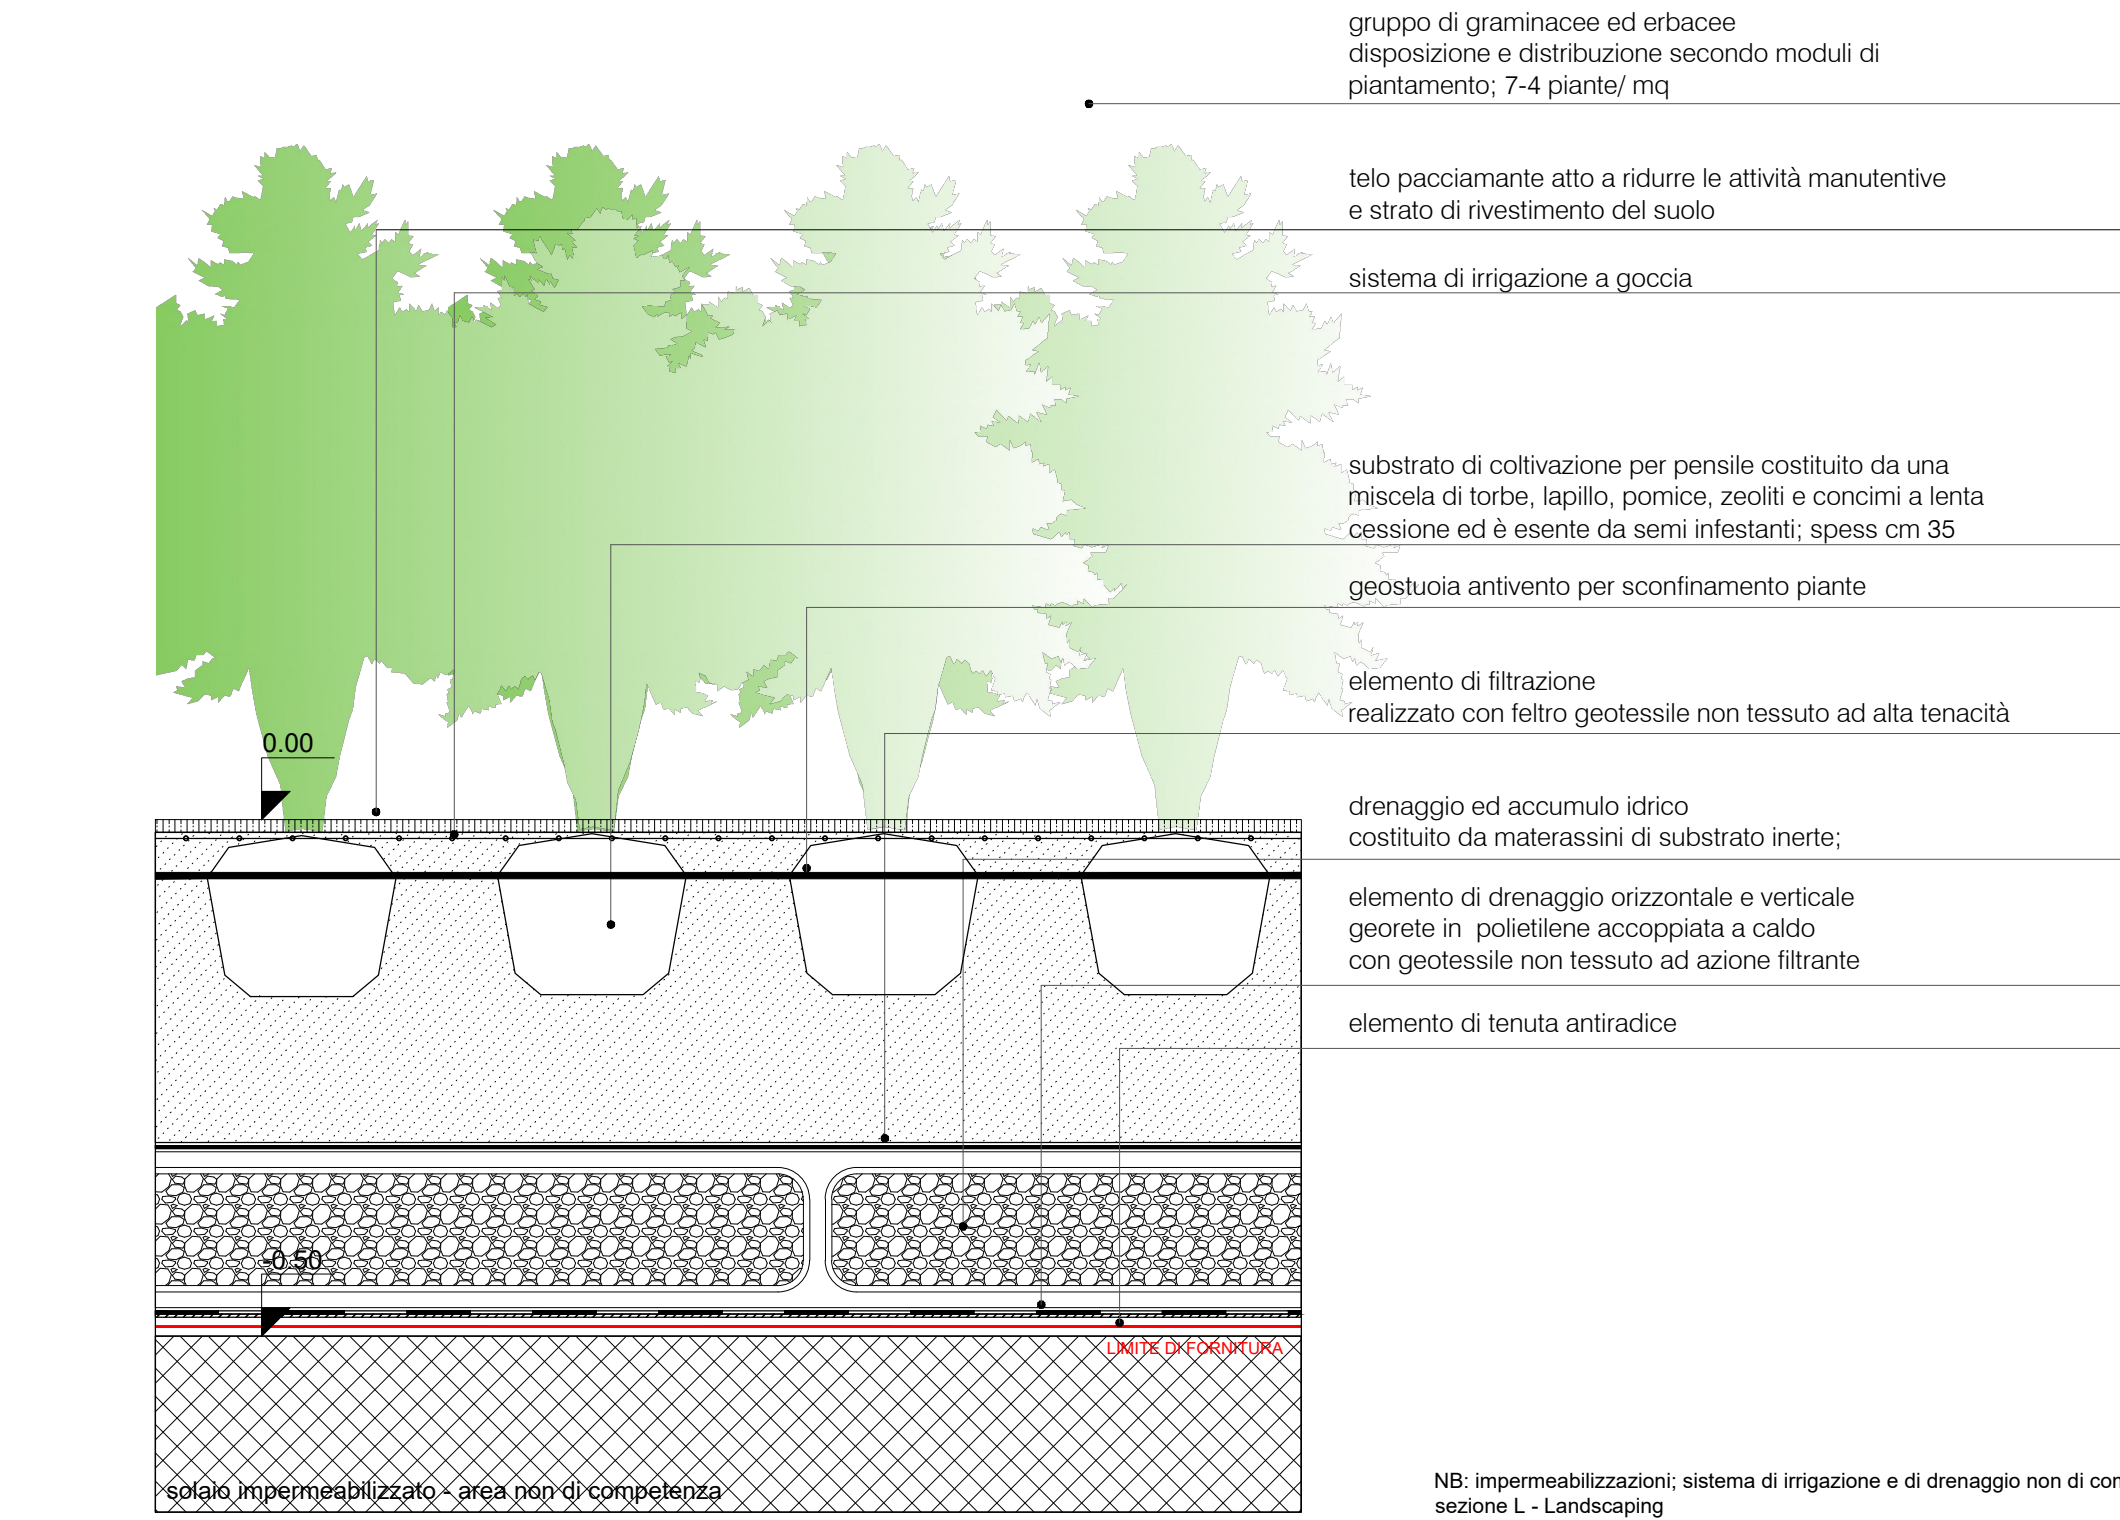 gruppo di graminacee ed erbacee
disposizione e distribuzione secondo moduli di
piantamento; 7-4 piante/ mq
telo pacciamante atto a ridurre le attività manutentive
e strato di rivestimento del suolo
sistema di irrigazione a goccia
substrato di coltivazione per pensile costituito da una
miscela di torbe, lapillo, pomice, zeoliti e concimi a lenta
cessione ed è esente da semi infestanti; spess cm 35
geostuoia antivento per sconfinamento piante
elemento di filtrazione
realizzato con feltro geotessile non tessuto ad alta tenacità
0.00
drenaggio ed accumulo idrico
costituito da materassini di substrato inerte;
elemento di drenaggio orizzontale e verticale
georete in polietilene accoppiata a caldo
con geotessile non tessuto ad azione filtrante
elemento di tenuta antiradice
-0.50
LIMITE DI FORNITURA
solaio impermeabilizzato - area non di competenza
NB: impermeabilizzazioni; sistema di irrigazione e di drenaggio non di
sezione L - Landscaping